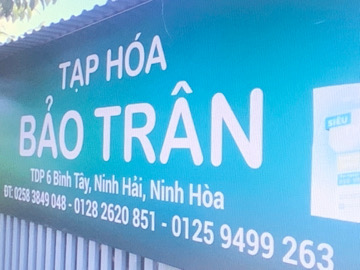 TẠP HÓA
BẢO TRÂN
TDP 6 Bình Tây, Ninh Hải, Ninh Hòa
ĐT: 0258 3849 048 - 0128 2620 851 - 0125 9499 263
SIÊU